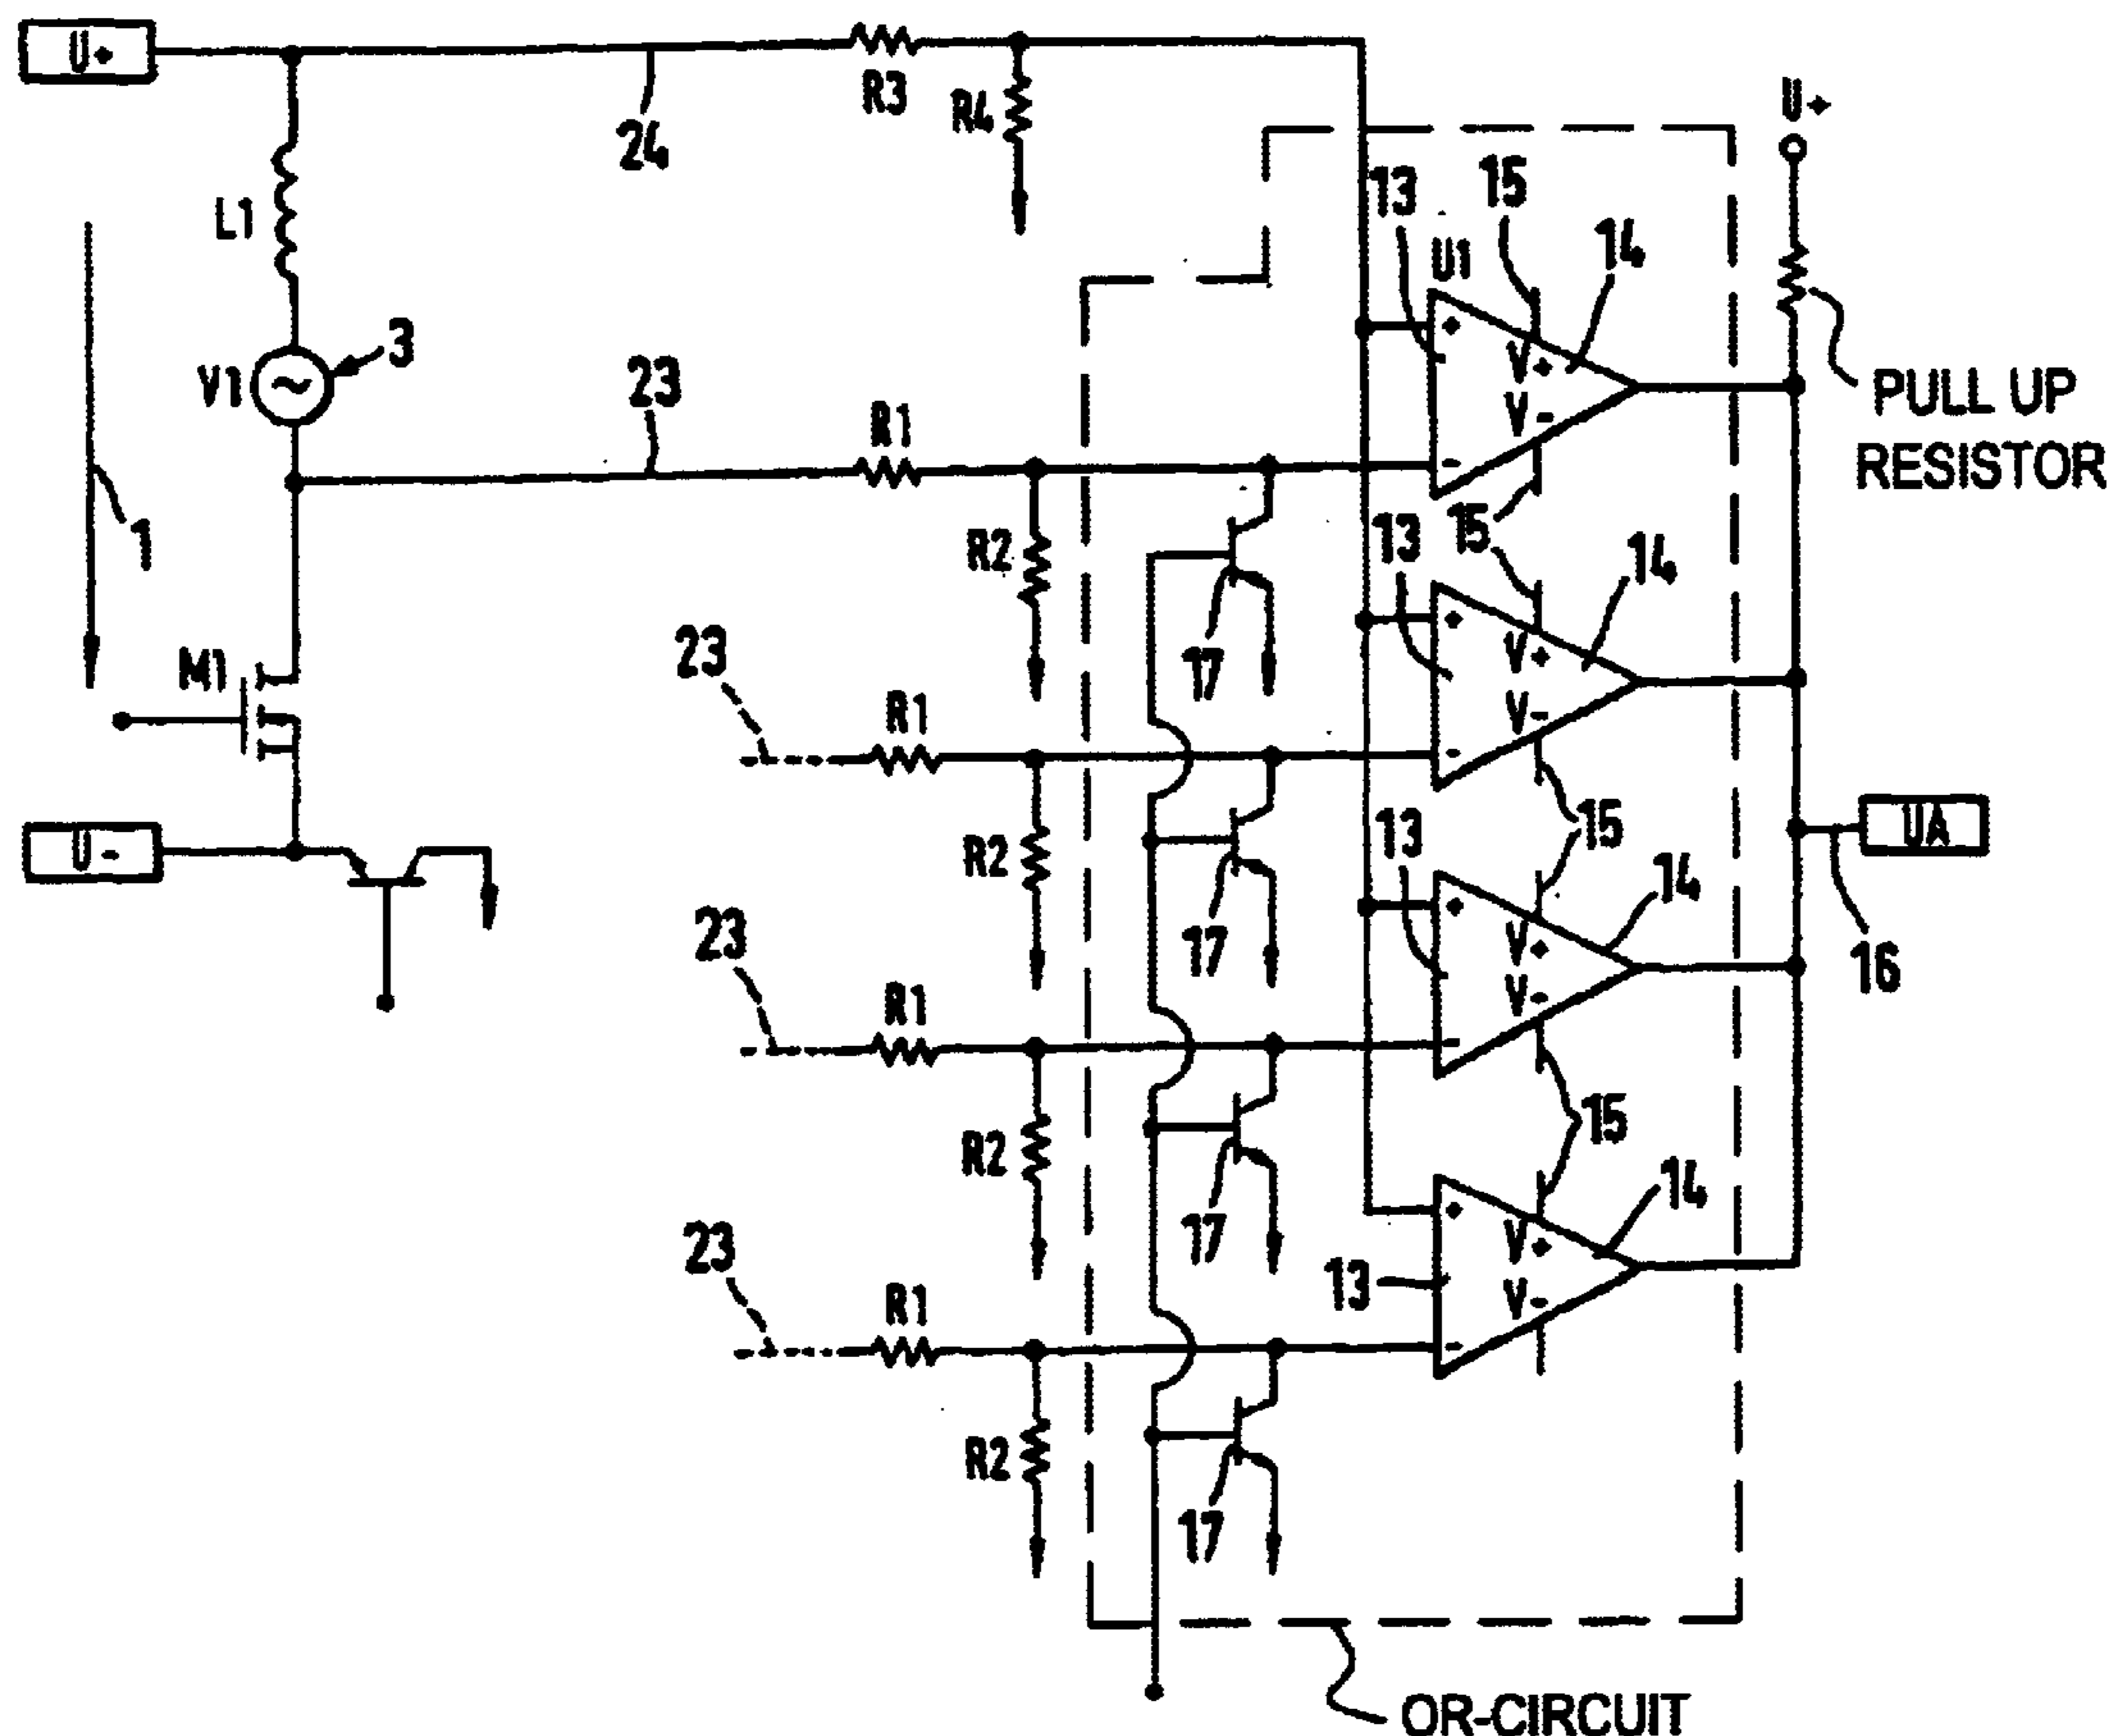 U+
R3
R4
24
U+
L1
13
15
14
U1
V+
V-
3
V1
23
R1
PULL UP
RESISTOR
1
R2
15
13
14
17
M1
23
R1
V+
V-
U-
R2
13
15
UA
14
17
23
R1
V+
V-
16
R2
15
14
17
23
R1
13
V+
V-
R2
17
OR-CIRCUIT